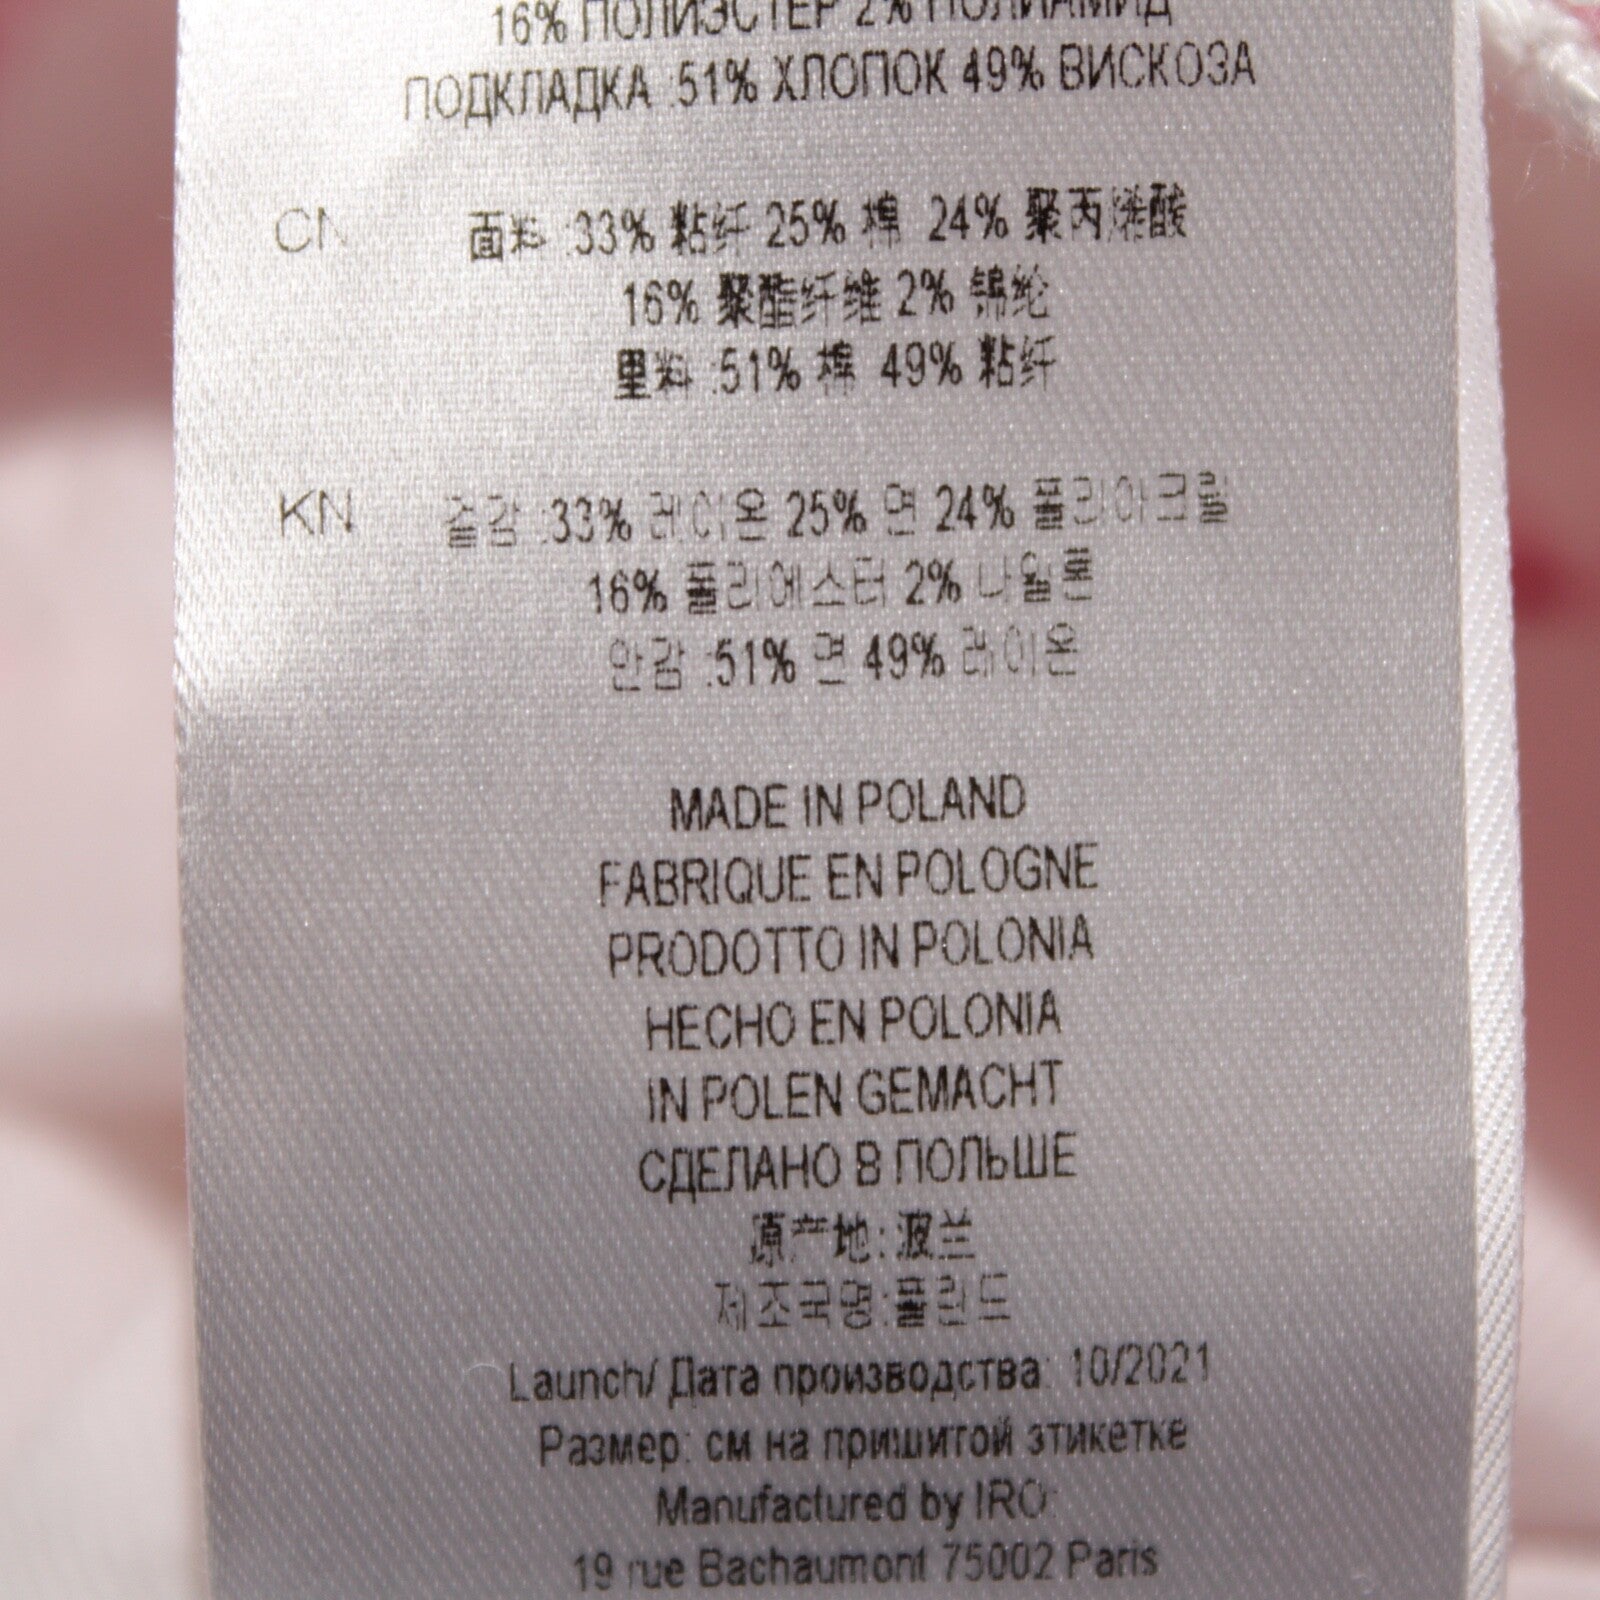 16% ПОЛИЭСТЕР 2% ПОЛИАМИД
ПОДКЛАДКА :51% ХЛОПОК 49% ВИСКОЗА
CN 面料 :33% 粘纤 25% 棉 24% 聚丙烯酸
16% 聚酯纤维 2% 锦纶
里料 :51% 棉 49% 粘纤
KN 겉감 :33% 레이온 25% 면 24% 폴리아크릴
16% 폴리에스터 2% 나일론
안감 :51% 면 49% 레이온
MADE IN POLAND
FABRIQUE EN POLOGNE
PRODOTTO IN POLONIA
HECHO EN POLONIA
IN POLEN GEMACHT
СДЕЛАНО В ПОЛЬШЕ
原产地: 波兰
제조국명:폴란드
Launch/ Дата производства: 10/2021
Размер: см на пришитой этикетке
Manufactured by IRO:
19 rue Bachaumont 75002 Paris